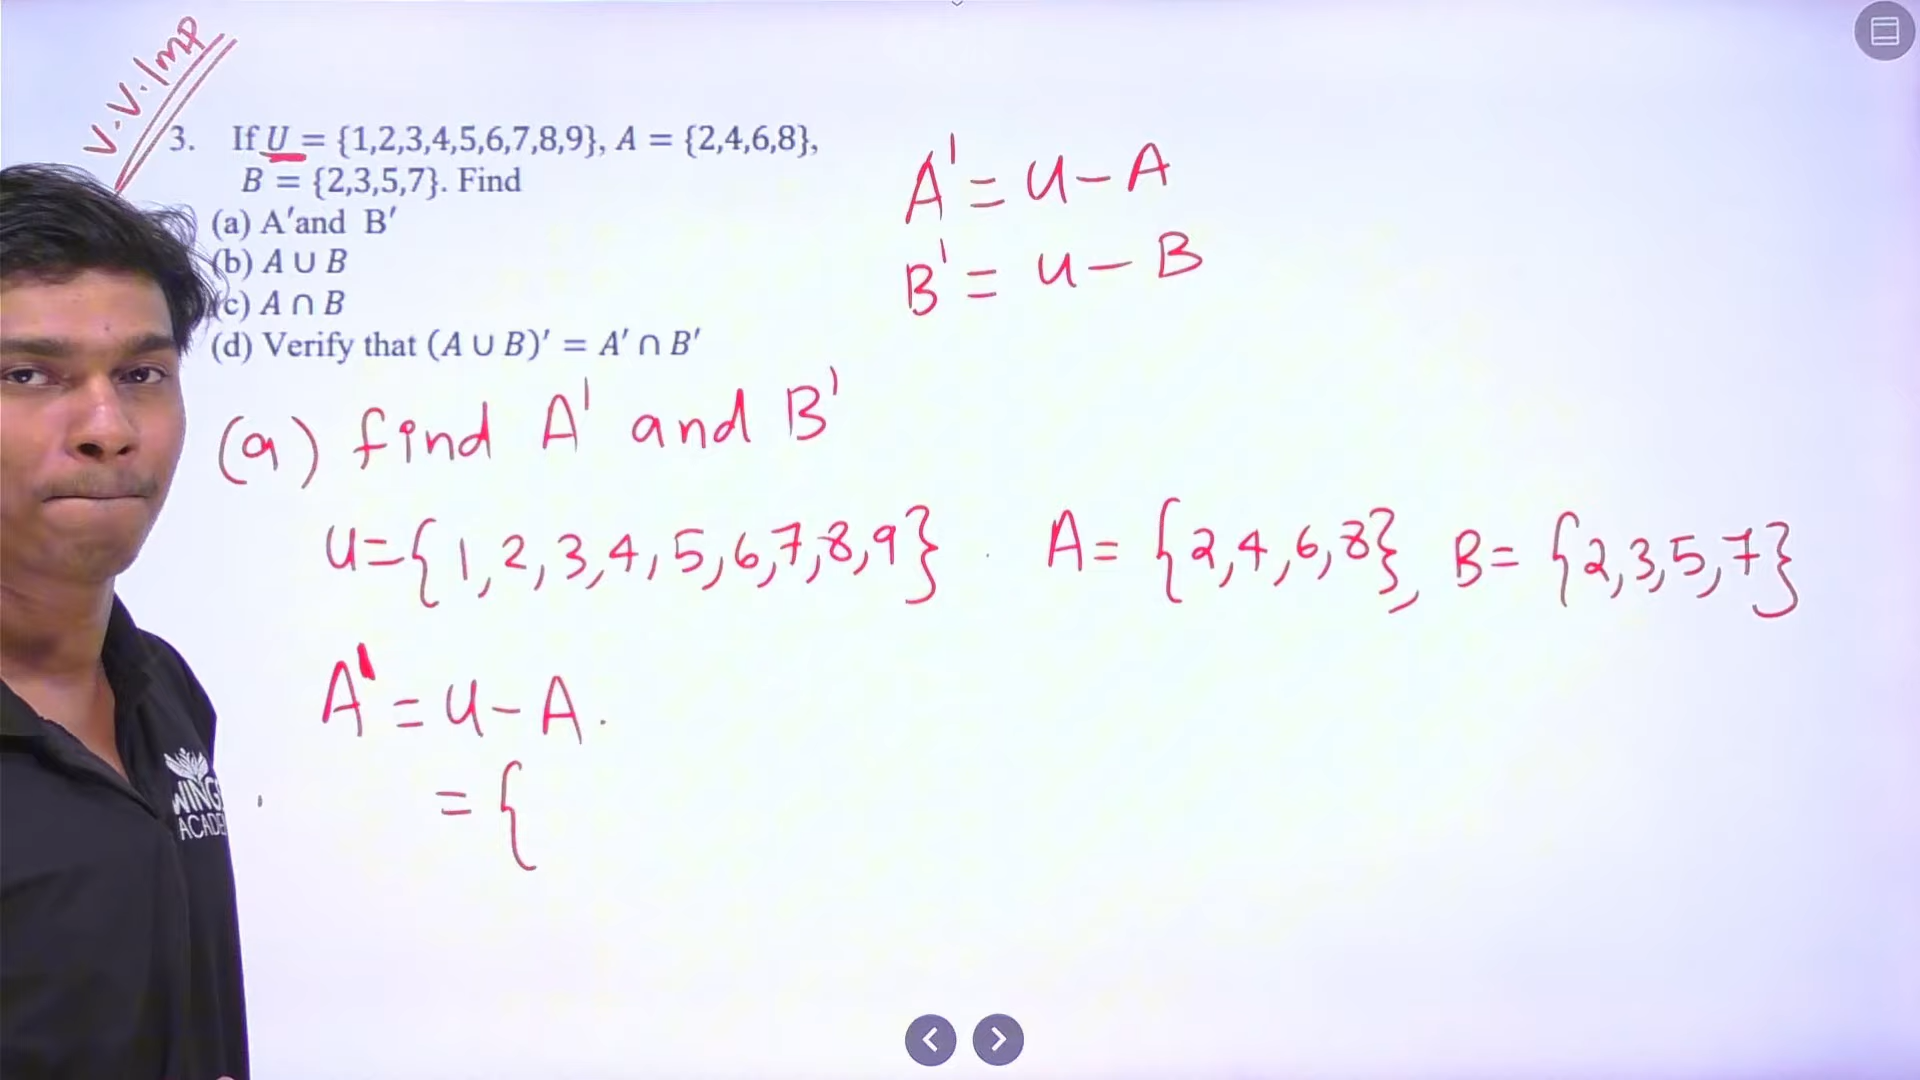 V.V.Imp
3. If U = {1,2,3,4,5,6,7,8,9}, A = {2,4,6,8},
B = {2,3,5,7}. Find
(a) A′and B′
(b) A ∪ B
(c) A ∩ B
(d) Verify that (A ∪ B)′ = A′ ∩ B′
A' = U - A
B' = U - B
(a) find A' and B'
U={1,2,3,4,5,6,7,8,9}. A= {2,4,6,8}, B= {2,3,5,7}
A' = U - A.
= {
WING
ACADE